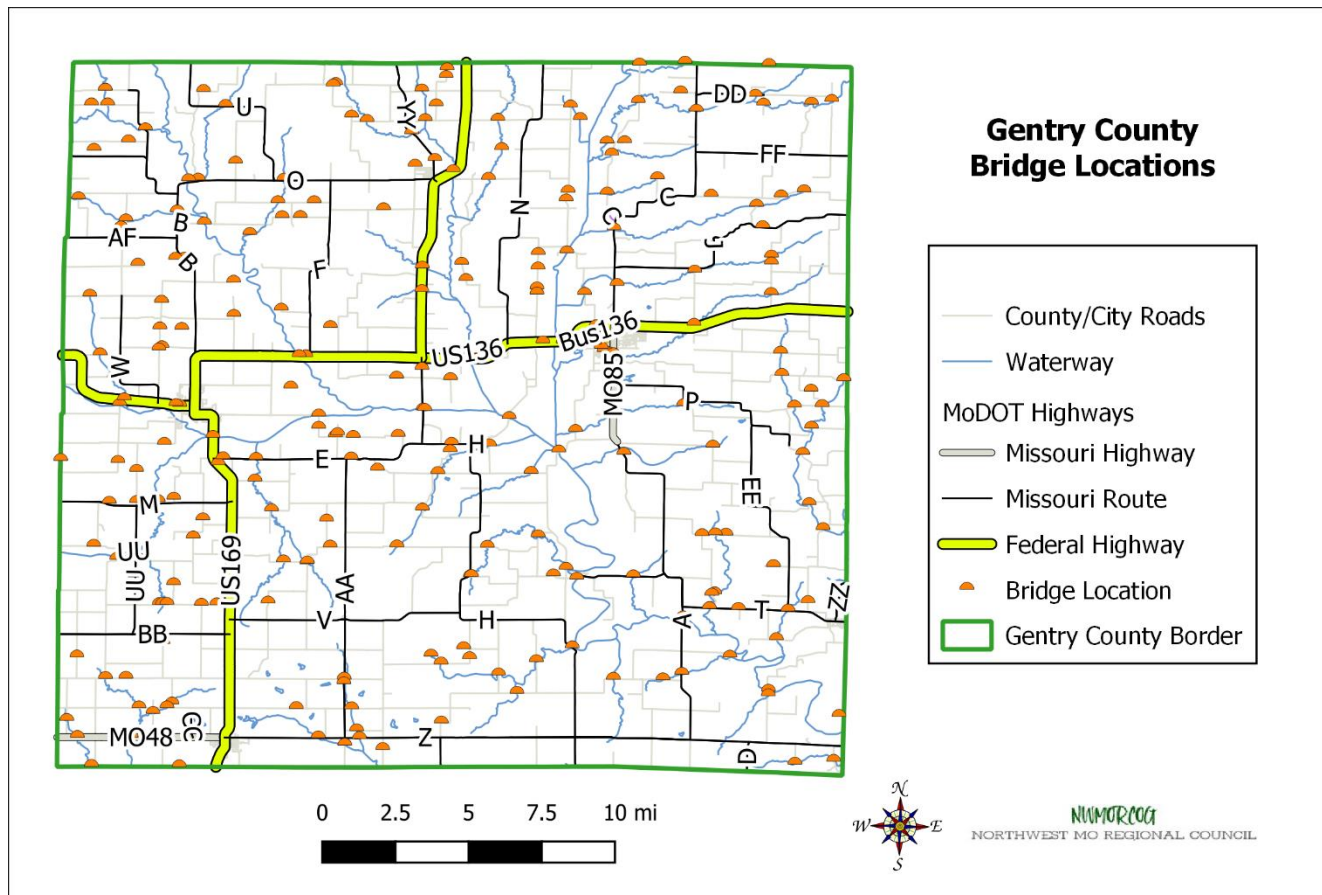 Gentry County
Bridge Locations
County/City Roads
Waterway
MoDOT Highways
Missouri Highway
Missouri Route
Federal Highway
Bridge Location
Gentry County Border
U
YY
DD
FF
O
C
N
B
C
AF
B
J
F
Bus136
US136
W
MO85
P
H
E
EE
M
UU
US169
UU
AA
ZZ
T
V
H
A
BB
CC
MO48
Z
D
0 2.5 5 7.5 10 mi
N
W E
S
NWMORCOG
NORTHWEST MO REGIONAL COUNCIL